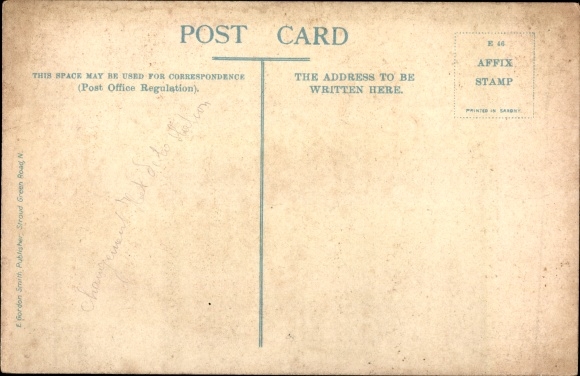 POST CARD
THIS SPACE MAY BE USED FOR CORRESPONDENCE
(Post Office Regulation).
THE ADDRESS TO BE
WRITTEN HERE.
E 46
AFFIX
STAMP
PRINTED IN SAXONY.
E. Gordon Smith, Publisher, Stroud Green Road, N.